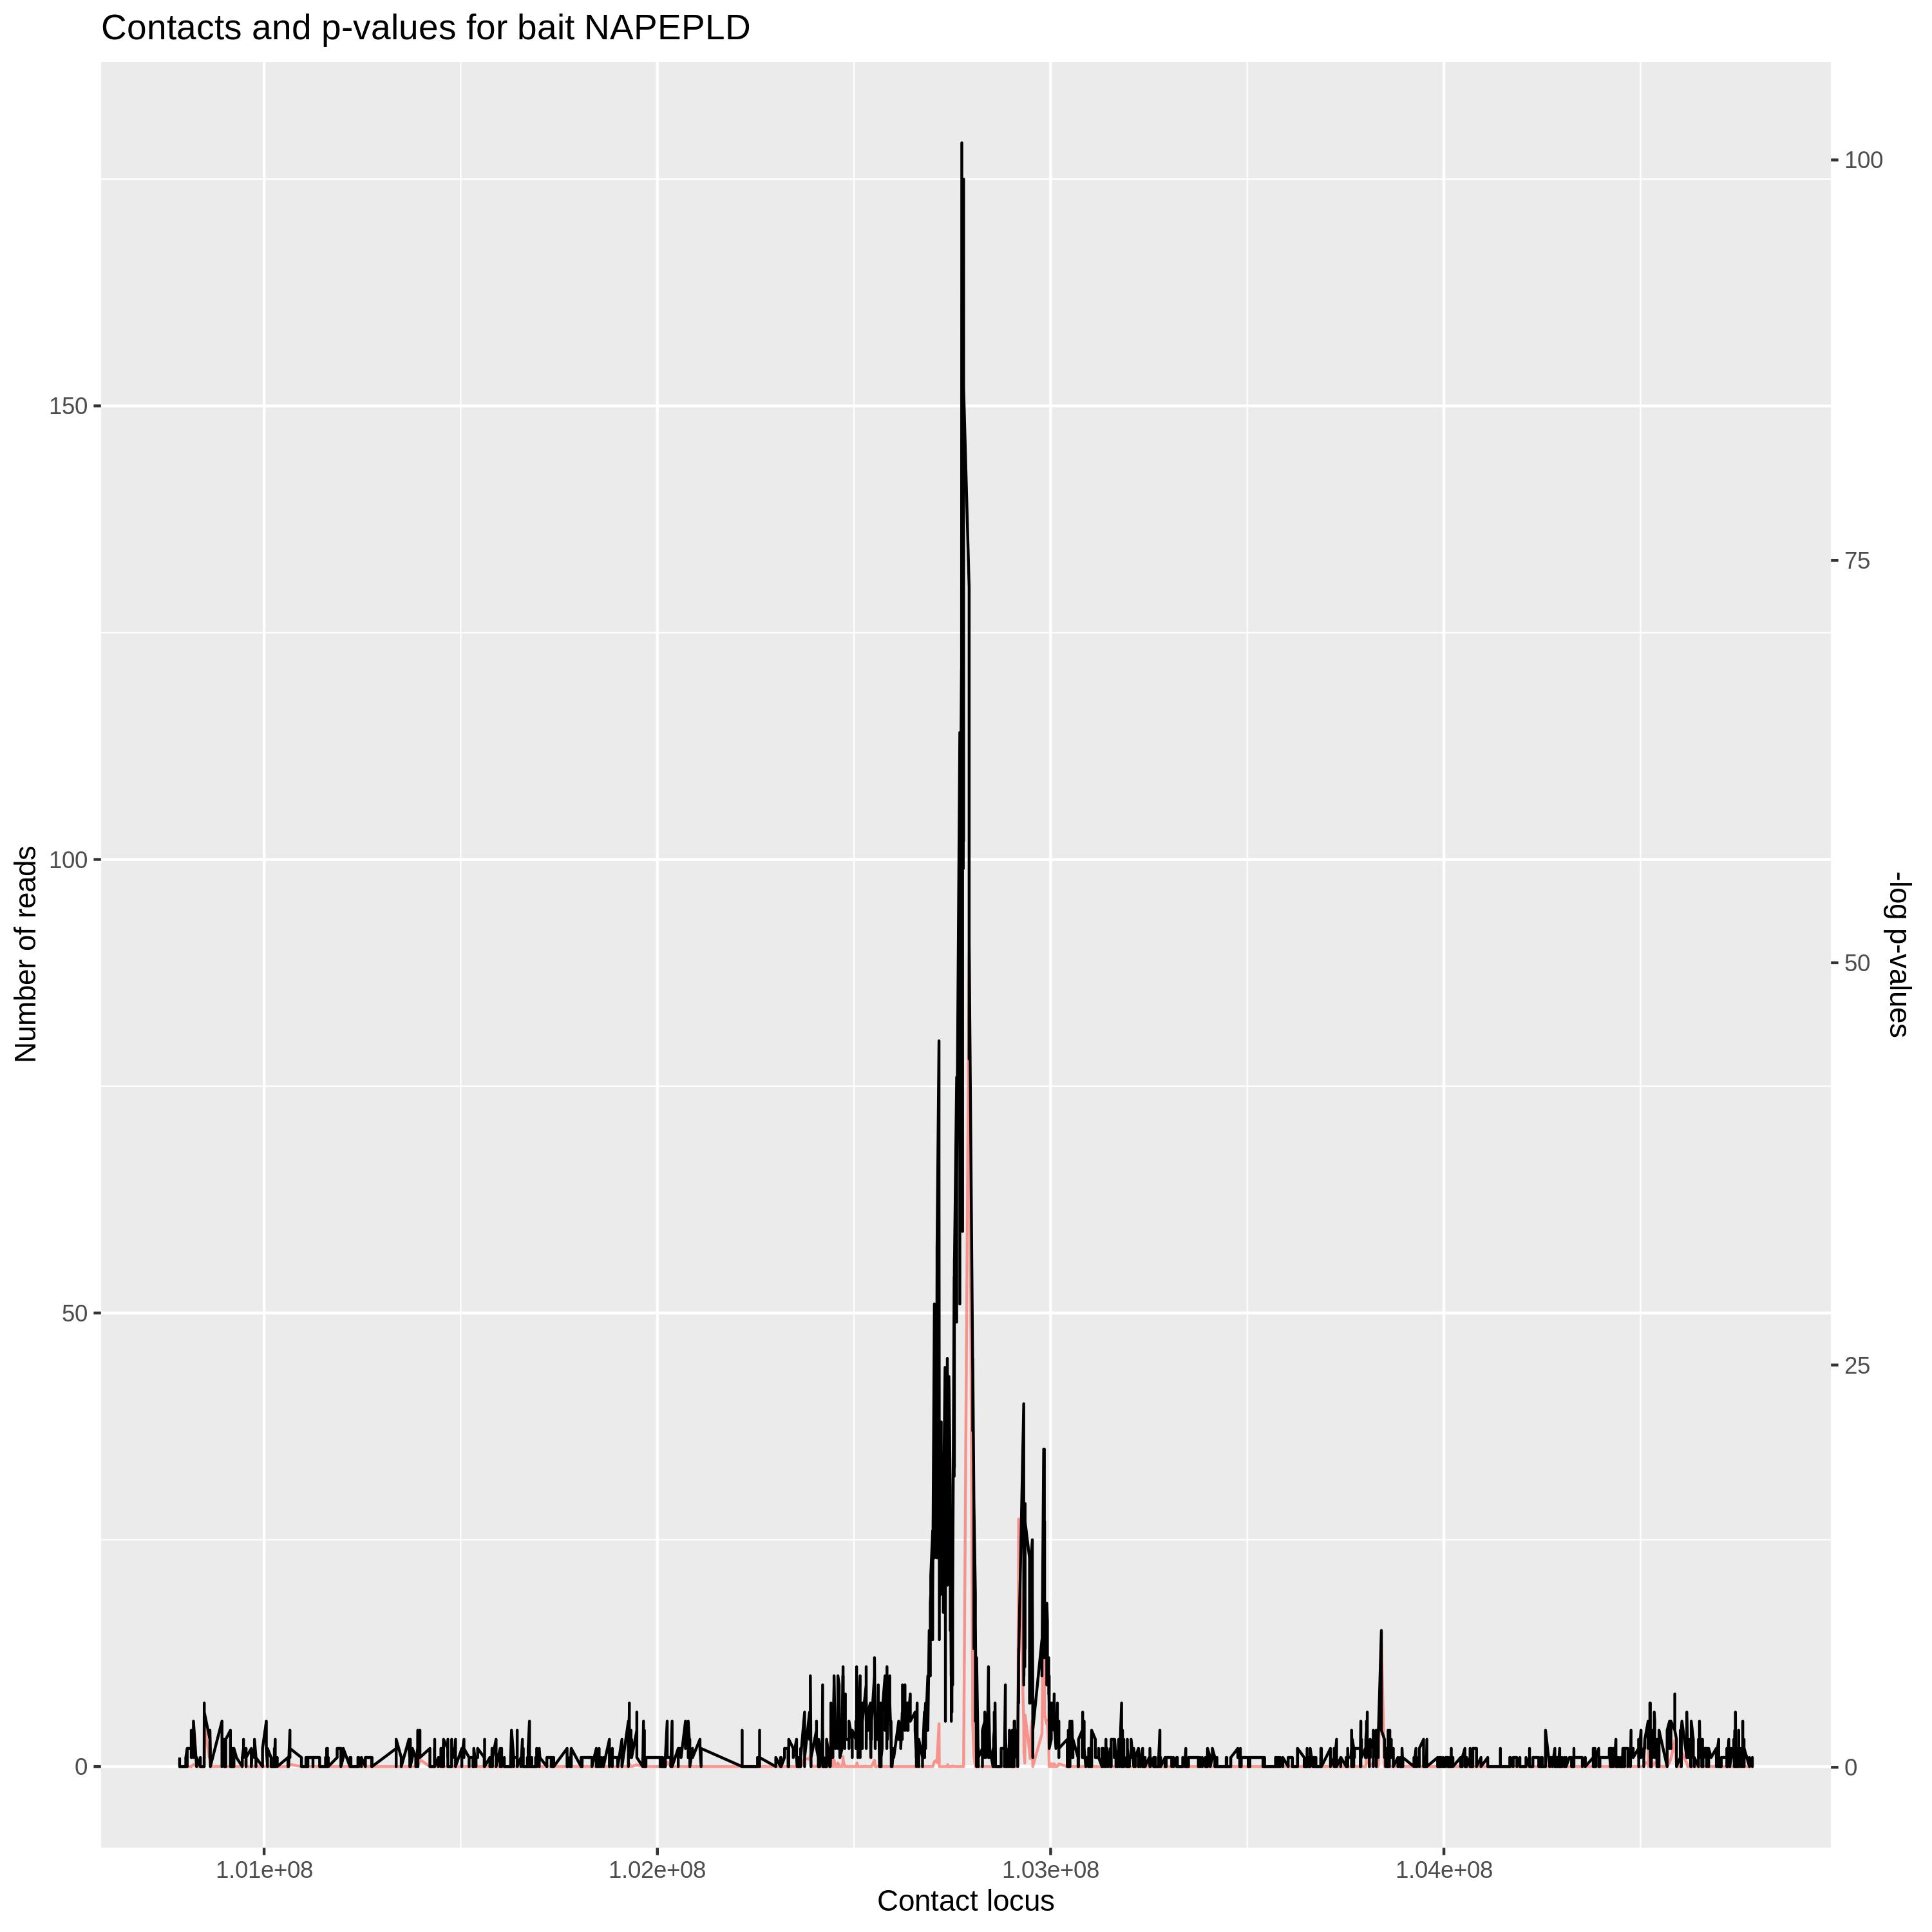 Contacts and p-values for bait NAPEPLD
Number of reads
150
100
50
0
100
75
50
25
0
-log p-values
1.01e+08
1.02e+08
1.03e+08
1.04e+08
Contact locus